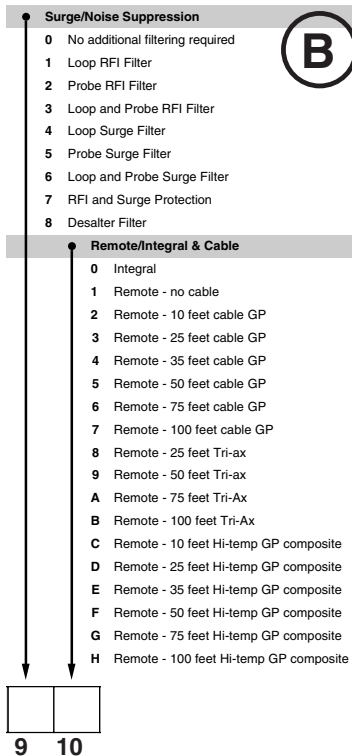 Surge/Noise Suppression
B
0 No additional filtering required
1 Loop RFI Filter
2 Probe RFI Filter
3 Loop and Probe RFI Filter
4 Loop Surge Filter
5 Probe Surge Filter
6 Loop and Probe Surge Filter
7 RFI and Surge Protection
8 Desalter Filter
Remote/Integral & Cable
0 Integral
1 Remote - no cable
2 Remote - 10 feet cable GP
3 Remote - 25 feet cable GP
4 Remote - 35 feet cable GP
5 Remote - 50 feet cable GP
6 Remote - 75 feet cable GP
7 Remote - 100 feet cable GP
8 Remote - 25 feet Tri-ax
9 Remote - 50 feet Tri-ax
A Remote - 75 feet Tri-Ax
B Remote - 100 feet Tri-Ax
C Remote - 10 feet Hi-temp GP composite
D Remote - 25 feet Hi-temp GP composite
E Remote - 35 feet Hi-temp GP composite
F Remote - 50 feet Hi-temp GP composite
G Remote - 75 feet Hi-temp GP composite
H Remote - 100 feet Hi-temp GP composite
9 10